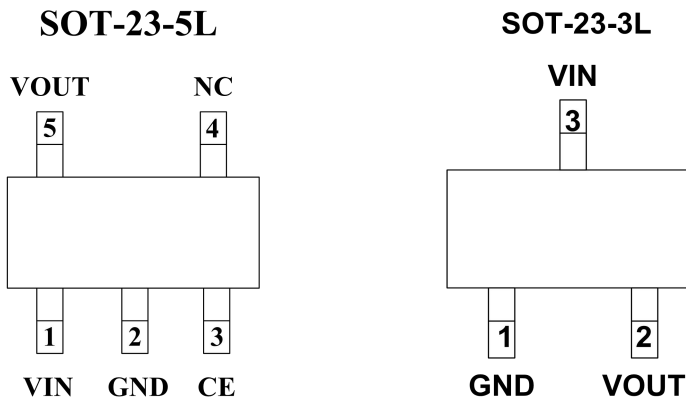 SOT-23-5L
VOUT NC
5 4
1 2 3
VIN GND CE
SOT-23-3L
VIN
3
1 2
GND VOUT